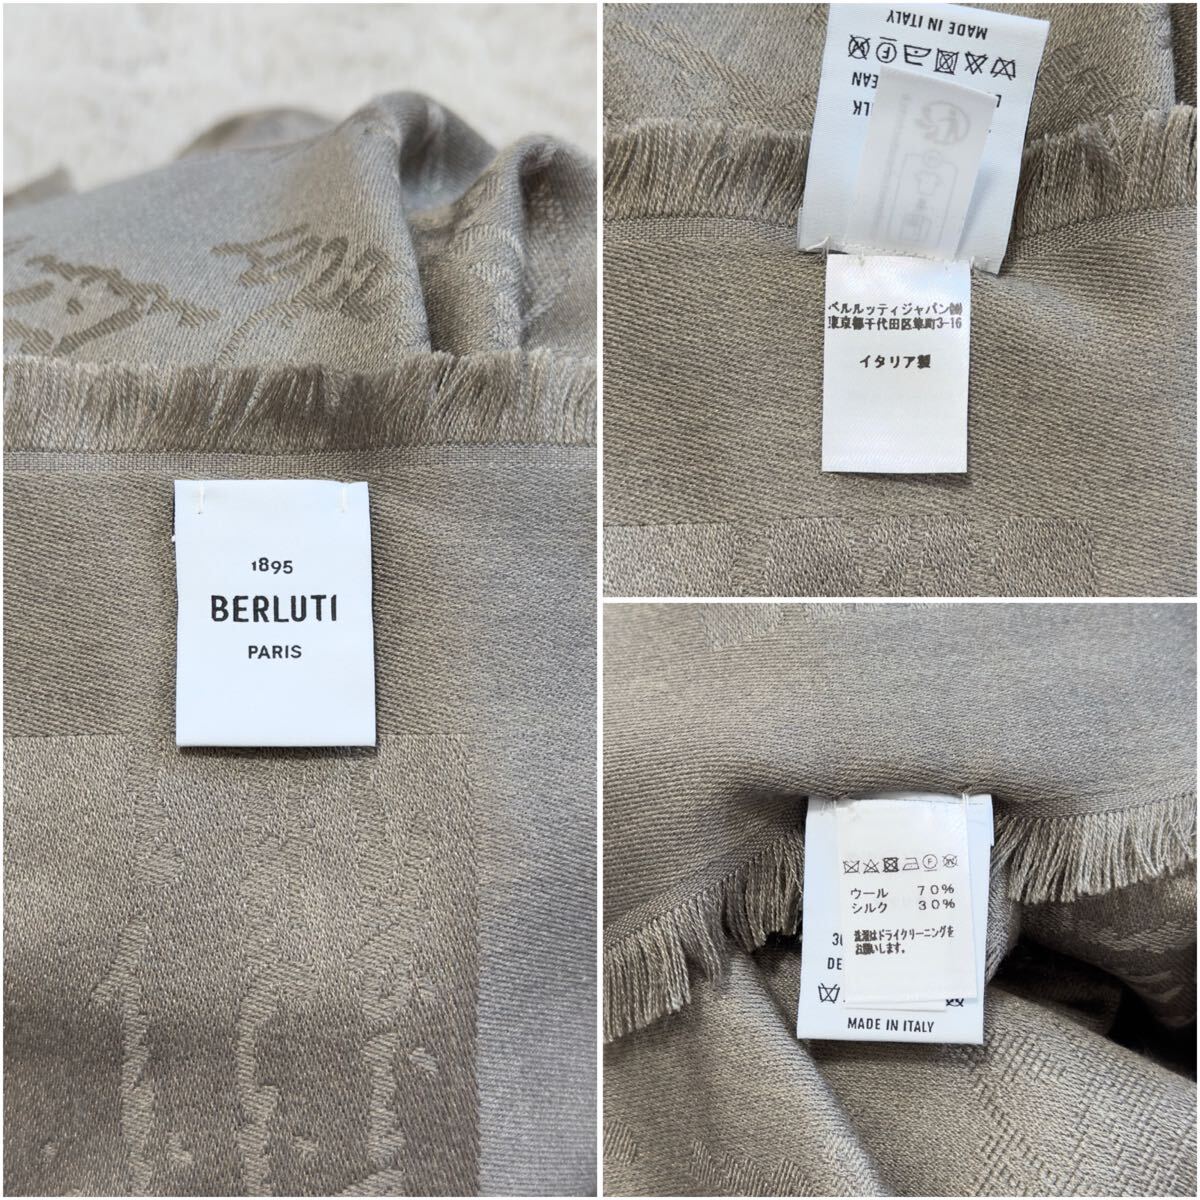 1895
BERLUTI
PARIS
MADE IN ITALY
ベルルッティジャパン㈱
東京都千代田区隼町3-16
イタリア製
ウール 70%
シルク 30%
洗濯はドライクリーニングを
お願いします。
MADE IN ITALY